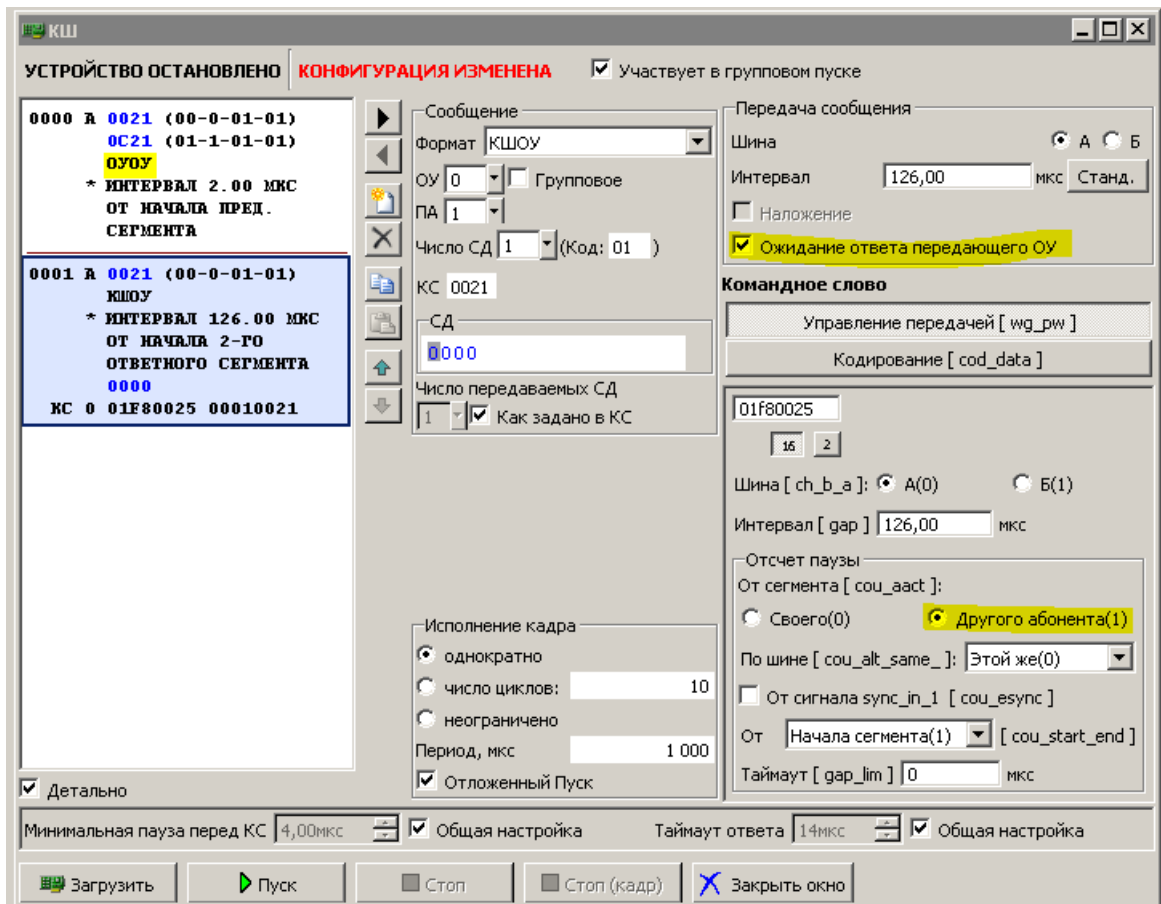 КШ
УСТРОЙСТВО ОСТАНОВЛЕНО КОНФИГУРАЦИЯ ИЗМЕНЕНА Участвует в групповом пуске
0000 A 0021 (00-0-01-01)
0C21 (01-1-01-01)
ОУОУ
* ИНТЕРВАЛ 2.00 МКС
ОТ НАЧАЛА ПРЕД.
СЕГМЕНТА
0001 A 0021 (00-0-01-01)
КШОУ
* ИНТЕРВАЛ 126.00 МКС
ОТ НАЧАЛА 2-ГО
ОТВЕТНОГО СЕГМЕНТА
0000
КС 0 01F80025 00010021
Детально
Сообщение
Формат КШОУ
ОУ 0 Групповое
ПА 1
Число СД 1 (Код: 01 )
КС 0021
СД
0000
Число передаваемых СД
1 Как задано в КС
Исполнение кадра
однократно
число циклов: 10
неограничено
Период, мкс 1 000
Отложенный Пуск
Передача сообщения
Шина А Б
Интервал 126,00 мкс Станд.
Наложение
Ожидание ответа передающего ОУ
Командное слово
Управление передачей [ wg_pw ]
Кодирование [ cod_data ]
01f80025
16 2
Шина [ ch_b_a ]: А(0) Б(1)
Интервал [ gap ] 126,00 мкс
Отсчет паузы
От сегмента [ cou_aact ]:
Своего(0) Другого абонента(1)
По шине [ cou_alt_same_ ]: Этой же(0)
От сигнала sync_in_1 [ cou_esync ]
От Начала сегмента(1) [ cou_start_end ]
Таймаут [ gap_lim ] 0 мкс
Минимальная пауза перед КС 4,00мкс Общая настройка Таймаут ответа 14мкс Общая настройка
Загрузить Пуск Стоп Стоп (кадр) Закрыть окно